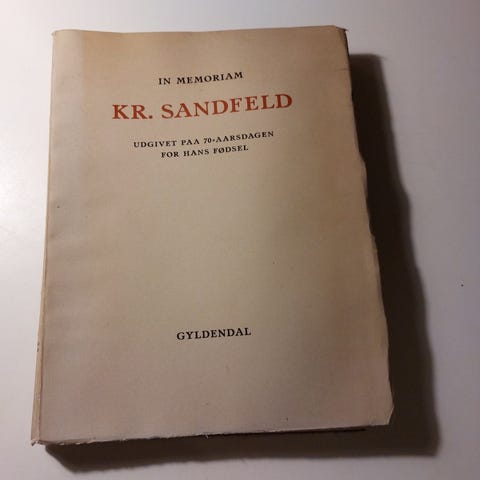 IN MEMORIAM
KR. SANDFELD
UDGIVET PAA 70-AARSDAGEN
FOR HANS FØDSEL
GYLDENDAL